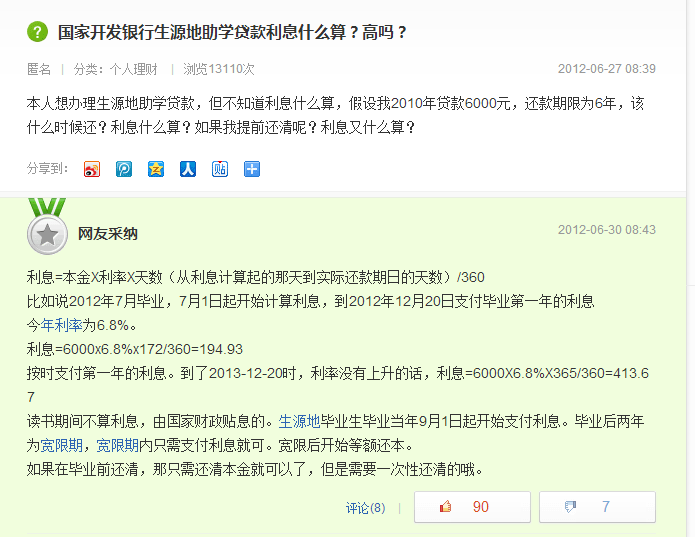 国家开发银行生源地助学贷款利息什么算？高吗？
匿名 | 分类：个人理财 | 浏览13110次 2012-06-27 08:39
本人想办理生源地助学贷款，但不知道利息什么算，假设我2010年贷款6000元，还款期限为6年，该
什么时候还？利息什么算？如果我提前还清呢？利息又什么算？
分享到：
贴
网友采纳 2012-06-30 08:43
利息=本金X利率X天数（从利息计算起的那天到实际还款期日的天数）/360
比如说2012年7月毕业，7月1日起开始计算利息，到2012年12月20日支付毕业第一年的利息
今年利率为6.8%。
利息=6000x6.8%x172/360=194.93
按时支付第一年的利息。到了2013-12-20时，利率没有上升的话，利息=6000X6.8%X365/360=413.6
7
读书期间不算利息，由国家财政贴息的。生源地毕业生毕业当年9月1日起开始支付利息。毕业后两年
为宽限期，宽限期内只需支付利息就可。宽限后开始等额还本。
如果在毕业前还清，那只需还清本金就可以了，但是需要一次性还清的哦。
评论(8) | 90 7